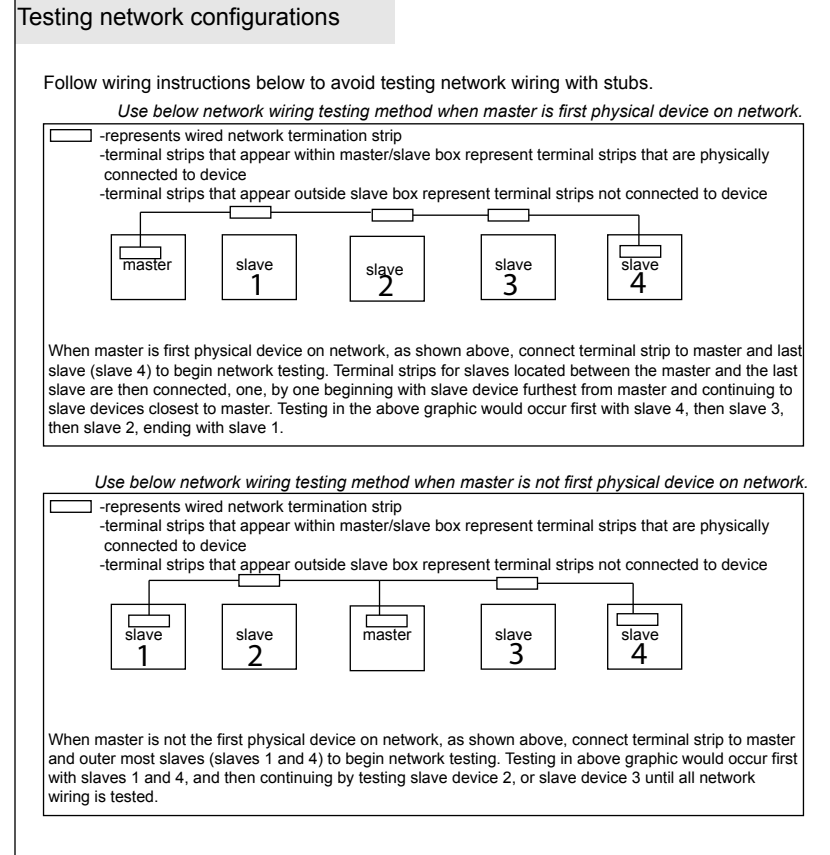 Testing network configurations
Follow wiring instructions below to avoid testing network wiring with stubs.
Use below network wiring testing method when master is first physical device on network.
-represents wired network termination strip
-terminal strips that appear within master/slave box represent terminal strips that are physically
connected to device
-terminal strips that appear outside slave box represent terminal strips not connected to device
master
slave
1
slave
2
slave
3
slave
4
When master is first physical device on network, as shown above, connect terminal strip to master and last
slave (slave 4) to begin network testing. Terminal strips for slaves located between the master and the last
slave are then connected, one, by one beginning with slave device furthest from master and continuing to
slave devices closest to master. Testing in the above graphic would occur first with slave 4, then slave 3,
then slave 2, ending with slave 1.
Use below network wiring testing method when master is not first physical device on network.
-represents wired network termination strip
-terminal strips that appear within master/slave box represent terminal strips that are physically
connected to device
-terminal strips that appear outside slave box represent terminal strips not connected to device
slave
1
slave
2
master
slave
3
slave
4
When master is not the first physical device on network, as shown above, connect terminal strip to master
and outer most slaves (slaves 1 and 4) to begin network testing. Testing in above graphic would occur first
with slaves 1 and 4, and then continuing by testing slave device 2, or slave device 3 until all network
wiring is tested.